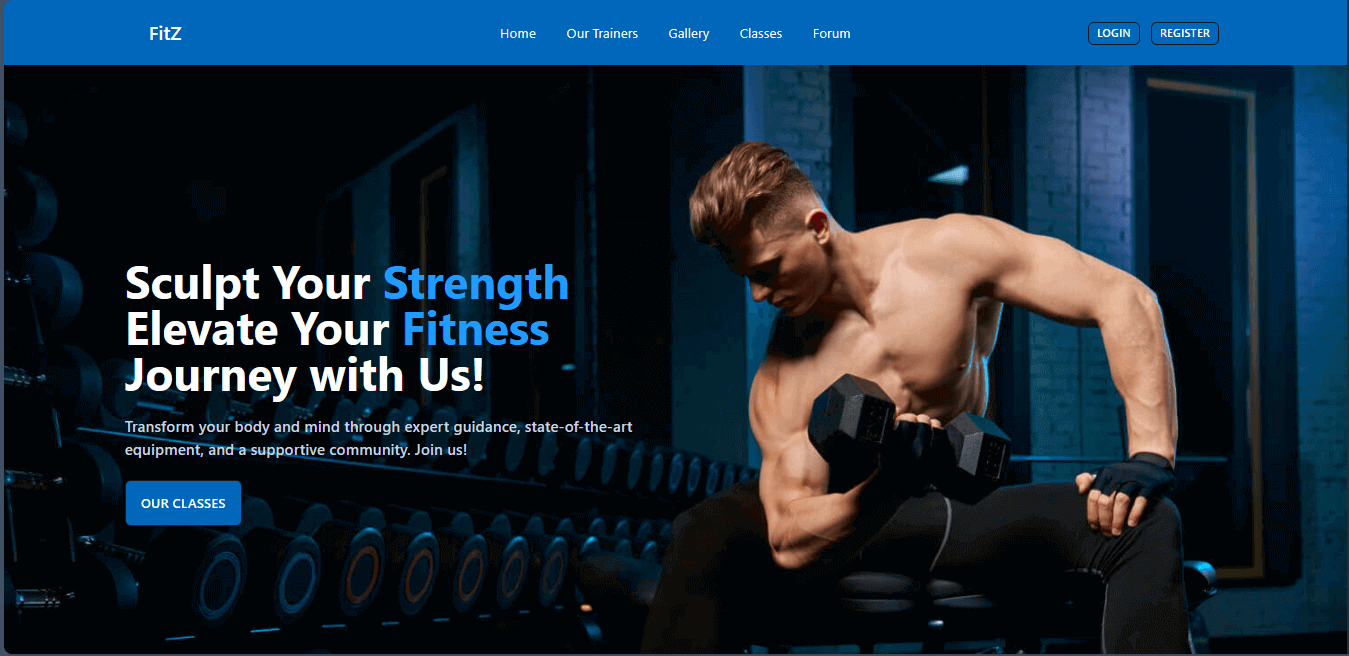 FitZ
Home
Our Trainers
Gallery
Classes
Forum
LOGIN
REGISTER
Sculpt Your Strength
Elevate Your Fitness
Journey with Us!
Transform your body and mind through expert guidance, state-of-the-art
equipment, and a supportive community. Join us!
OUR CLASSES